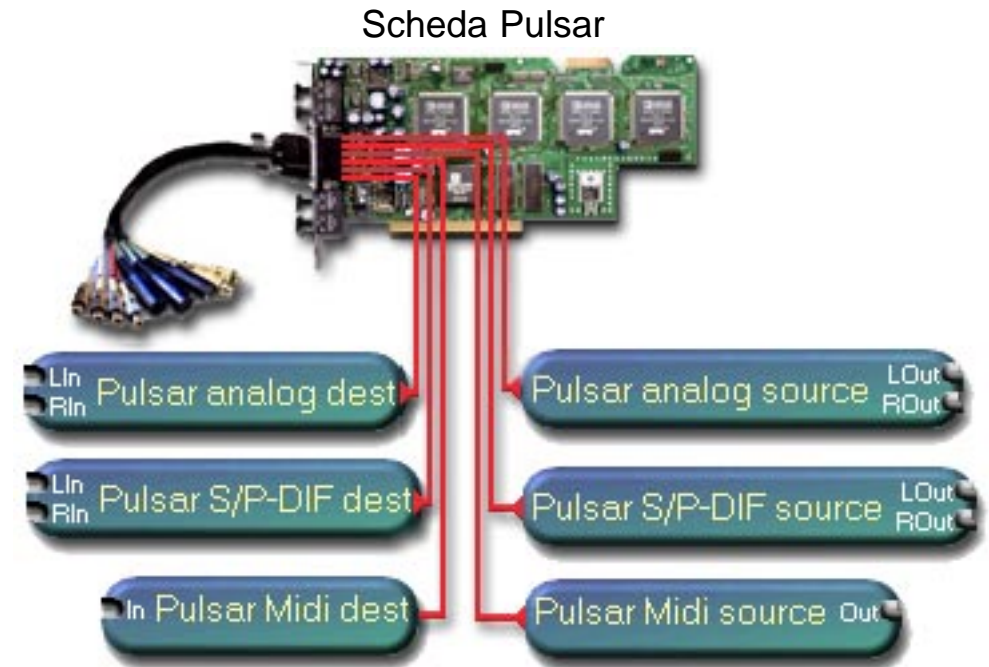 Scheda Pulsar
LIn
RIn
Pulsar analog dest
Pulsar analog source
LOut
ROut
LIn
RIn
Pulsar S/P-DIF dest
Pulsar S/P-DIF source
LOut
ROut
In Pulsar Midi dest
Pulsar Midi source Out